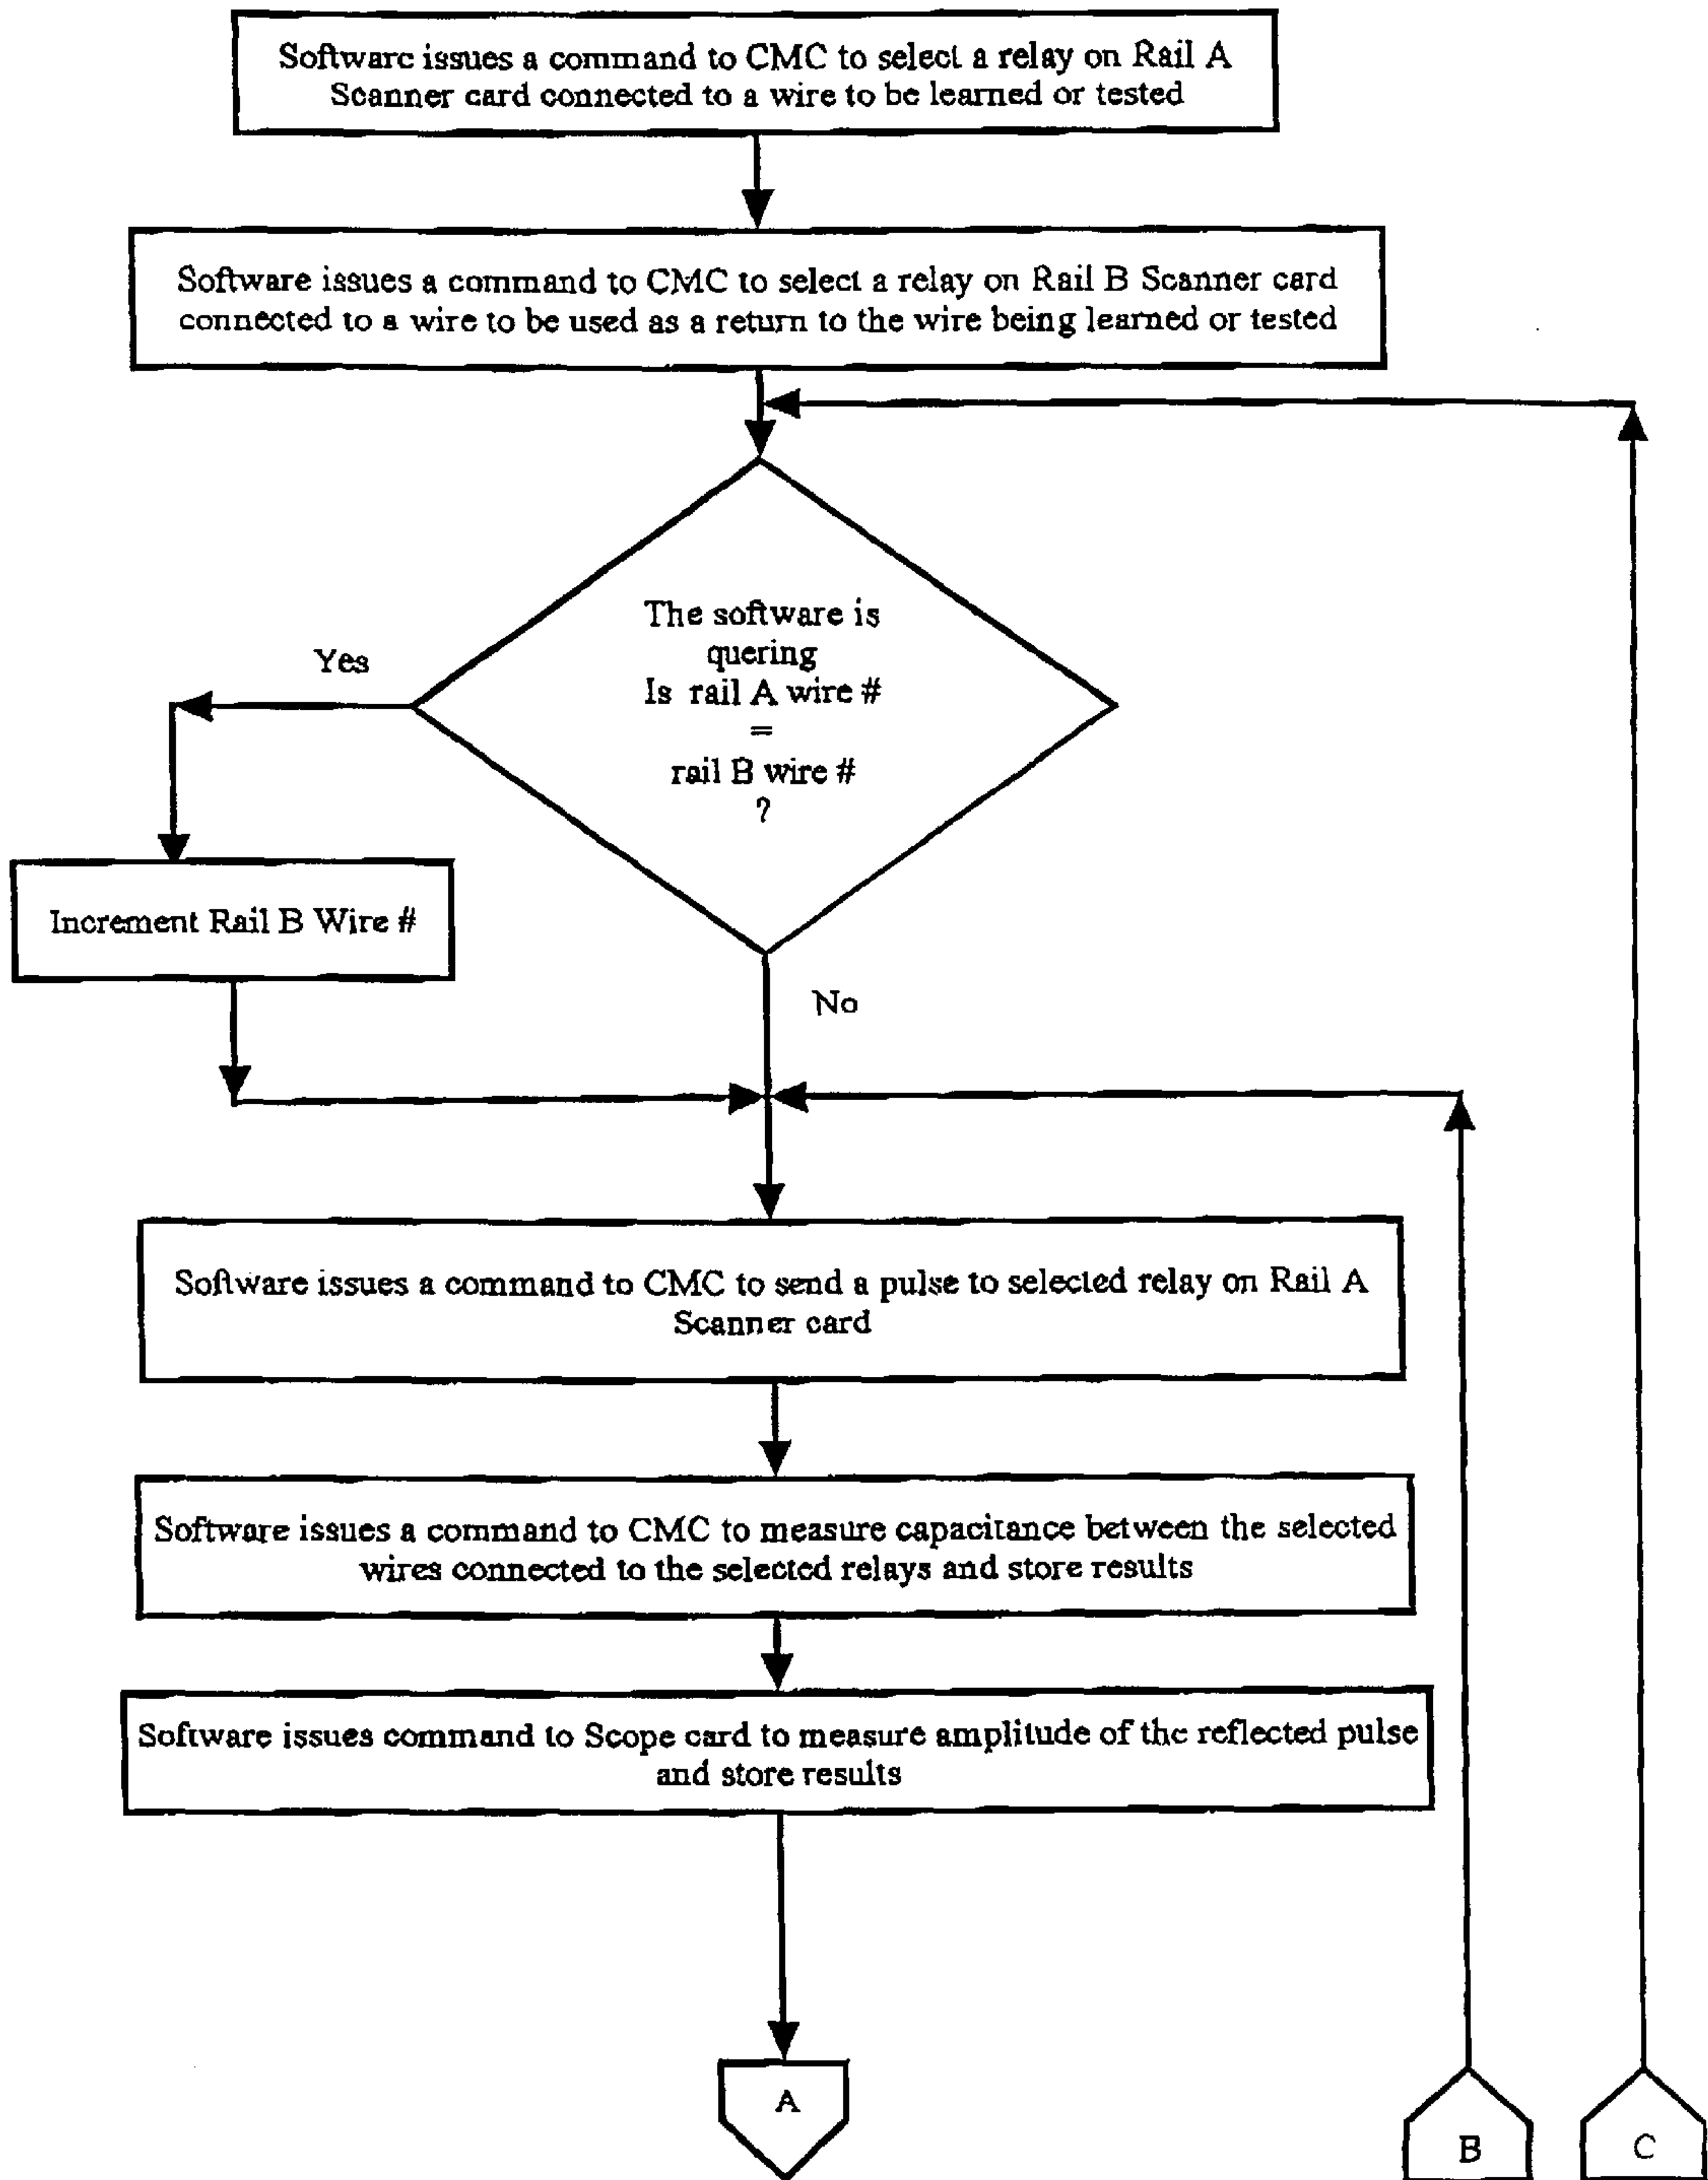 Software issues a command to CMC to select a relay on Rail A
Scanner card connected to a wire to be learned or tested
Software issues a command to CMC to select a relay on Rail B Scanner card
connected to a wire to be used as a return to the wire being learned or tested
The software is
quering
Is rail A wire #
=
rail B wire #
?
Yes
Increment Rail B Wire #
No
Software issues a command to CMC to send a pulse to selected relay on Rail A
Scanner card
Software issues a command to CMC to measure capacitance between the selected
wires connected to the selected relays and store results
Software issues command to Scope card to measure amplitude of the reflected pulse
and store results
A
B
C